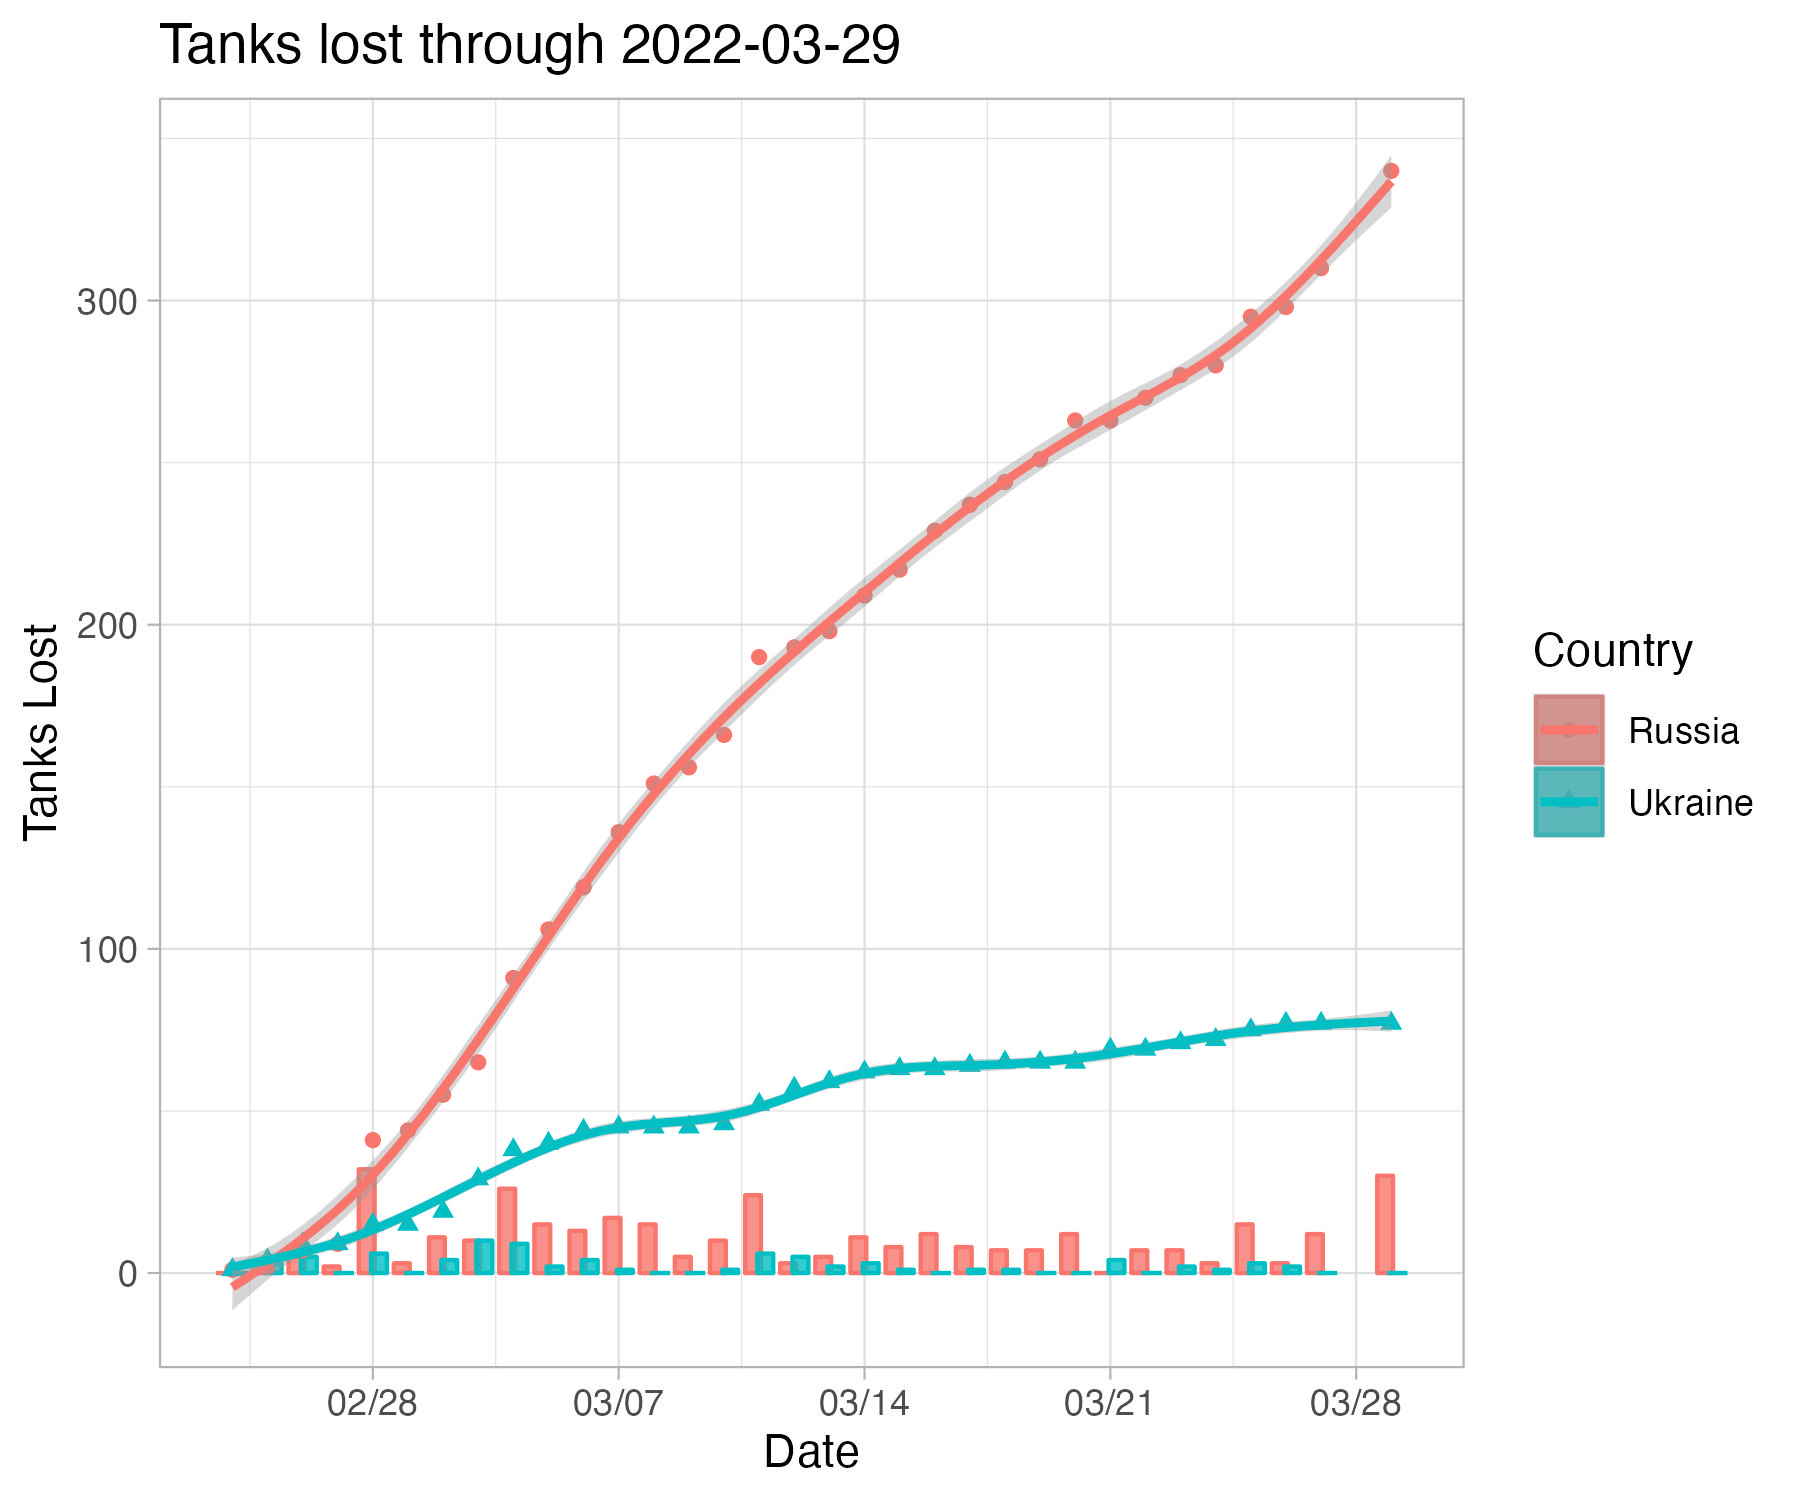 Tanks lost through 2022-03-29
Tanks Lost
300
200
100
0
02/28 03/07 03/14 03/21 03/28
Date
Country
Russia
Ukraine